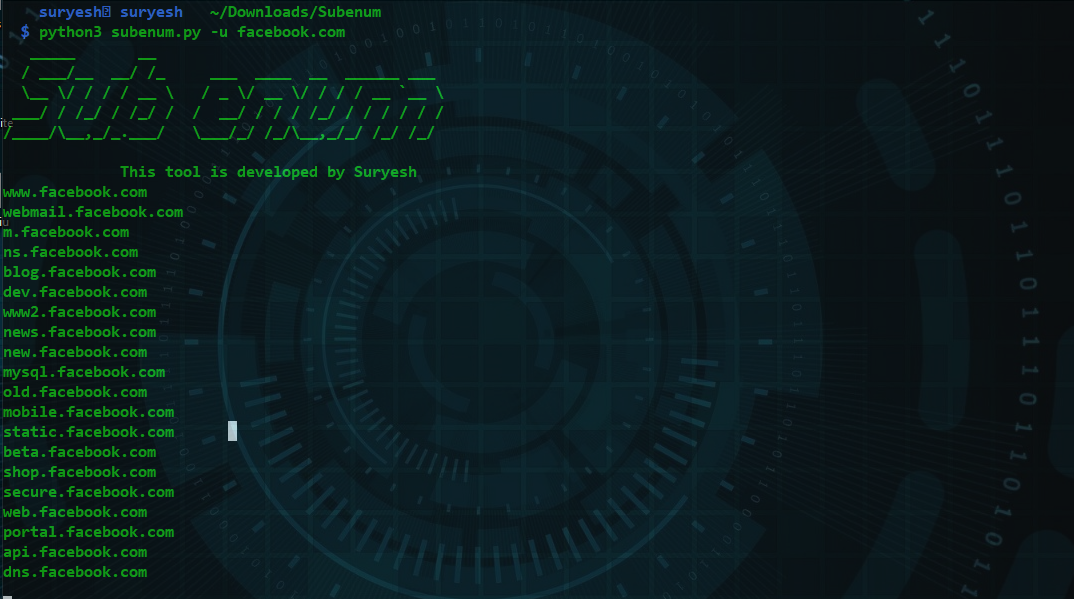 suryesh suryesh ~/Downloads/Subenum
$ python3 subenum.py -u facebook.com
Sub enum
This tool is developed by Suryesh
www.facebook.com
webmail.facebook.com
m.facebook.com
ns.facebook.com
blog.facebook.com
dev.facebook.com
www2.facebook.com
news.facebook.com
new.facebook.com
mysql.facebook.com
old.facebook.com
mobile.facebook.com
static.facebook.com
beta.facebook.com
shop.facebook.com
secure.facebook.com
web.facebook.com
portal.facebook.com
api.facebook.com
dns.facebook.com